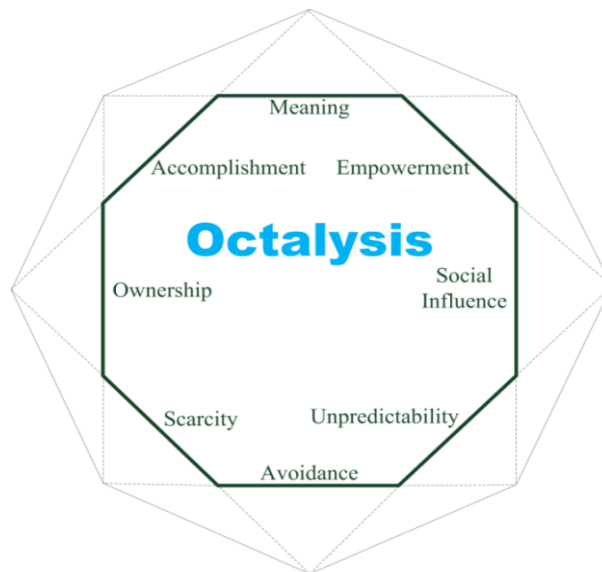 Meaning
Accomplishment
Empowerment
Octalysis
Ownership
Social
Influence
Scarcity
Unpredictability
Avoidance